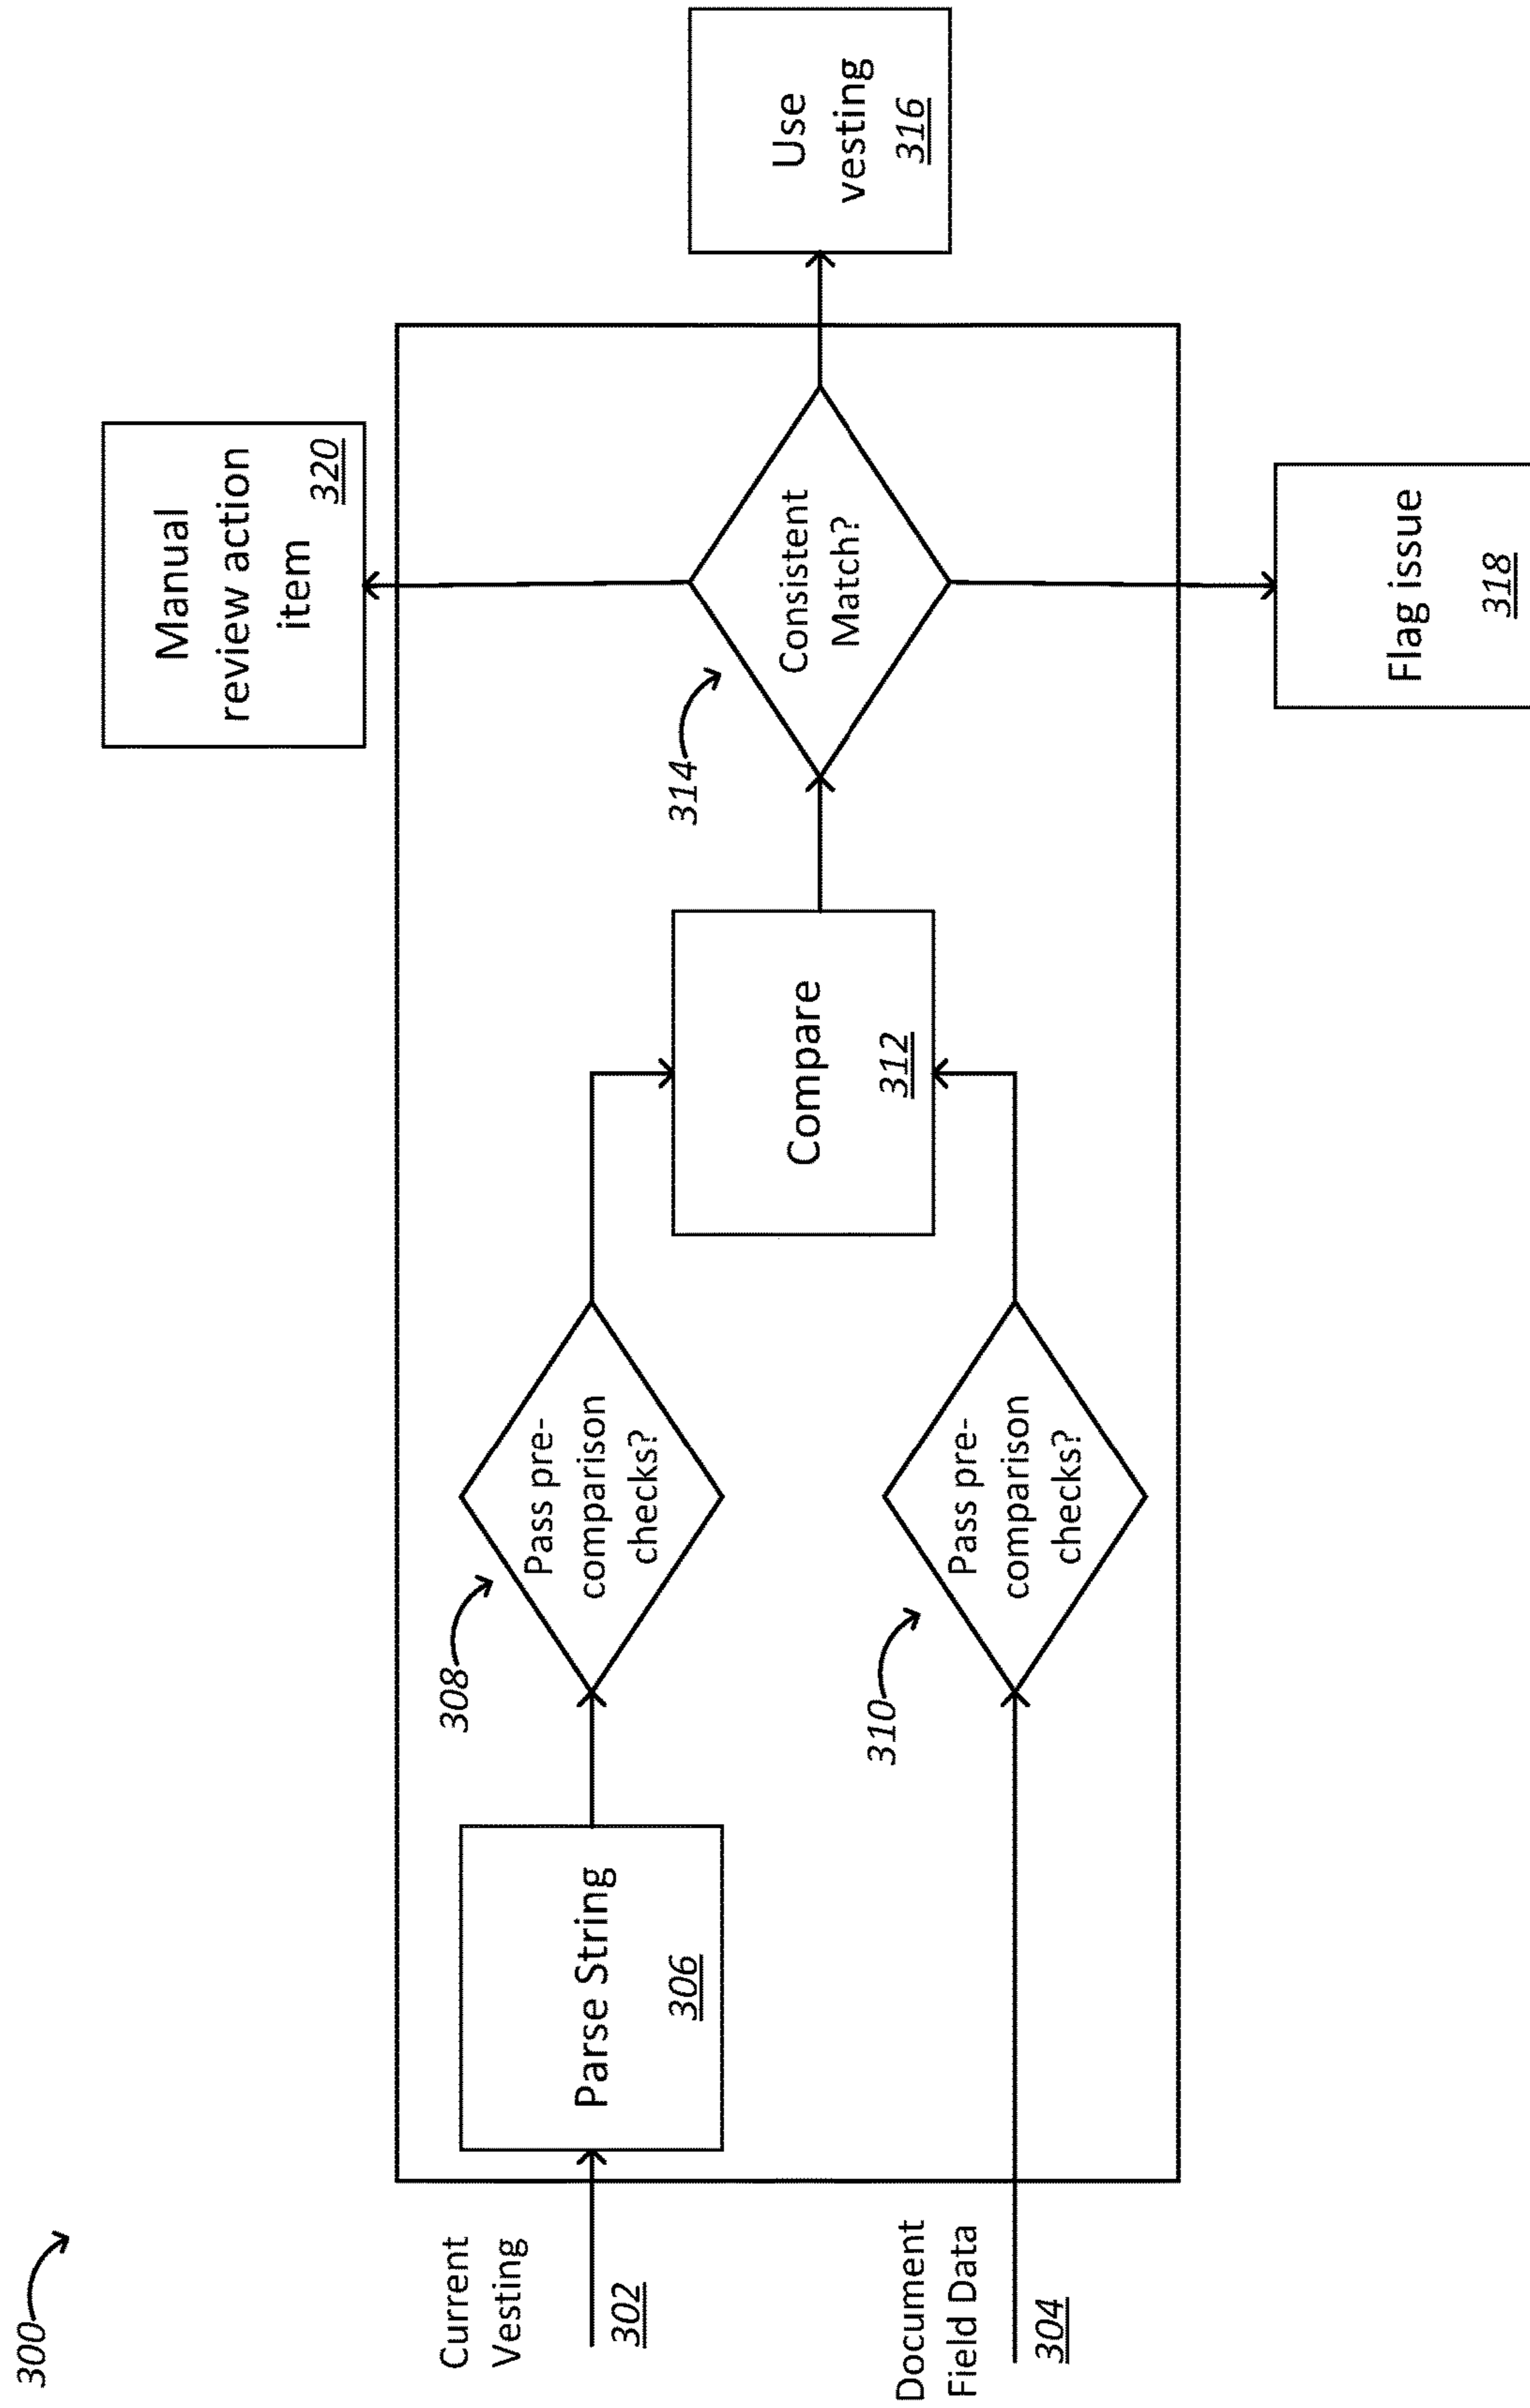 300
Current
Vesting
302
Document
Field Data
304
Parse String
306
308
Pass pre-
comparison
checks?
310
Pass pre-
comparison
checks?
Compare
312
314
Consistent
Match?
Manual
review action
item
320
Use
vesting
316
Flag issue
318